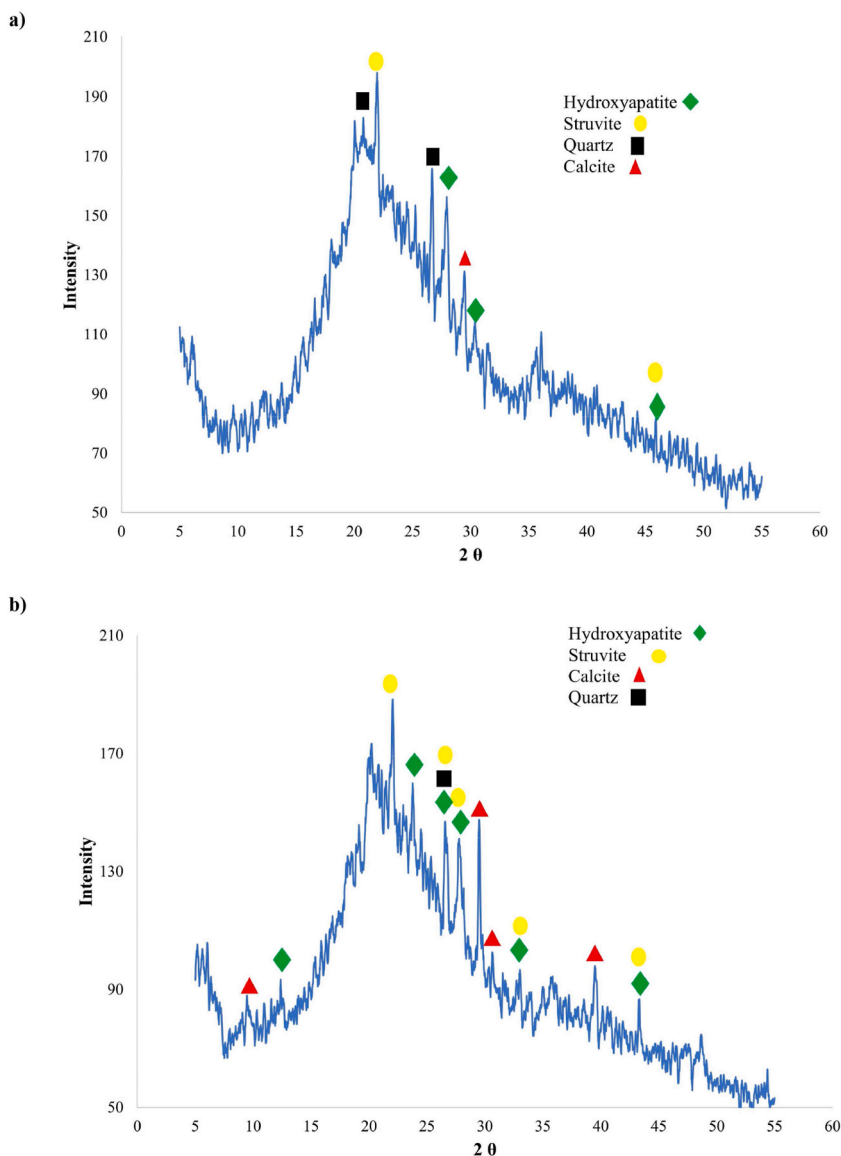 a)
210
190
170
150
130
110
90
70
50
Intensity
0 5 10 15 20 25 30 35 40 45 50 55 60
2 θ
Hydroxyapatite
Struvite
Quartz
Calcite
b)
210
170
130
90
50
Intensity
0 5 10 15 20 25 30 35 40 45 50 55 60
2 θ
Hydroxyapatite
Struvite
Calcite
Quartz